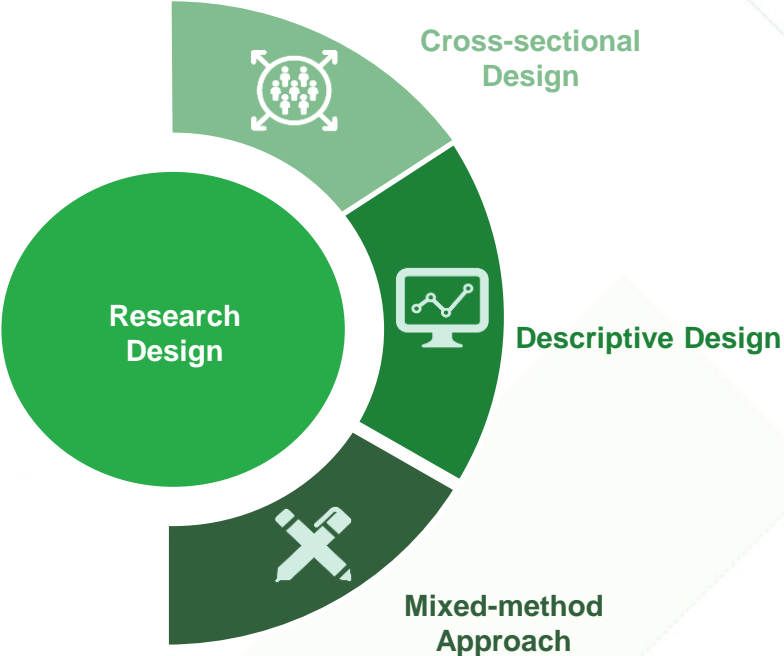 Cross-sectional
Design
Research
Design
Descriptive Design
Mixed-method
Approach